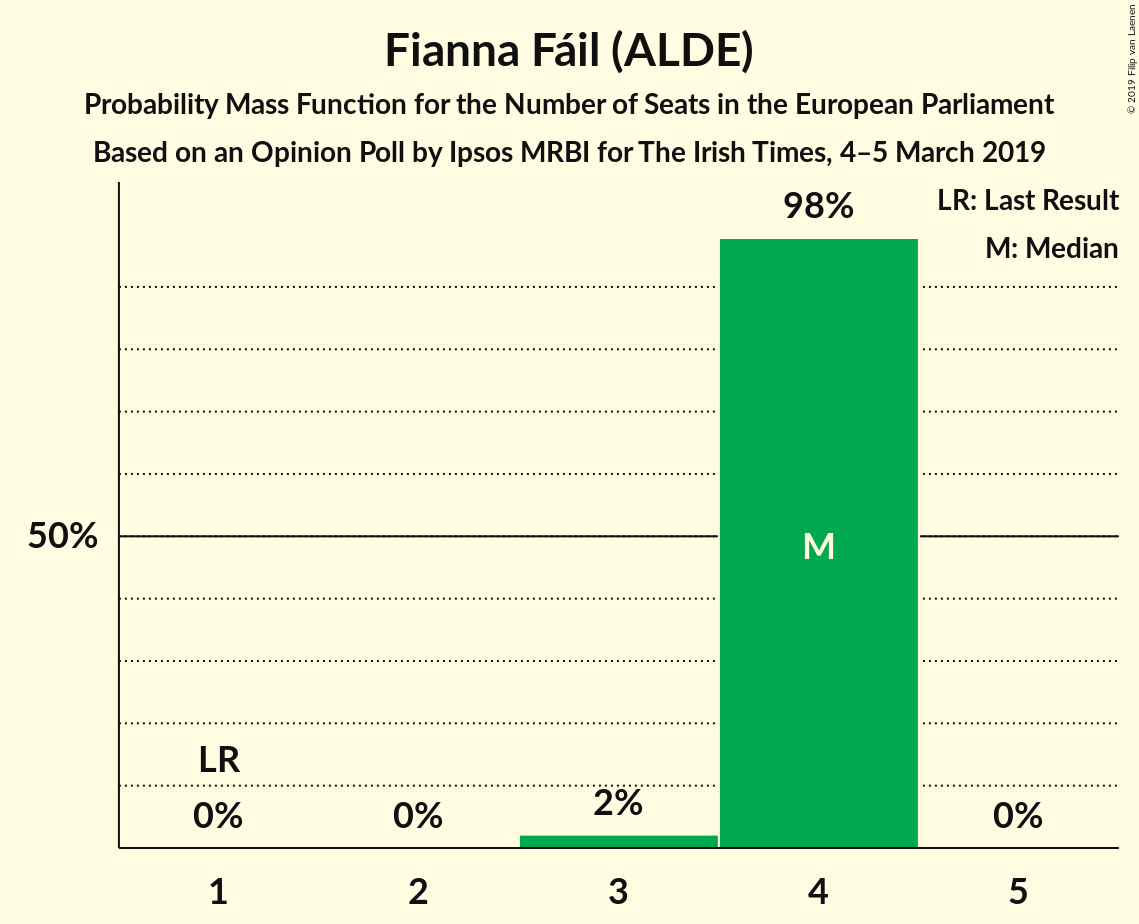 Fianna Fáil (ALDE)
Probability Mass Function for the Number of Seats in the European Parliament
Based on an Opinion Poll by Ipsos MRBI for The Irish Times, 4–5 March 2019
© 2019 Filip van Laenen
LR: Last Result
M: Median
98%
50%
M
LR
0%
0%
2%
0%
1
2
3
4
5